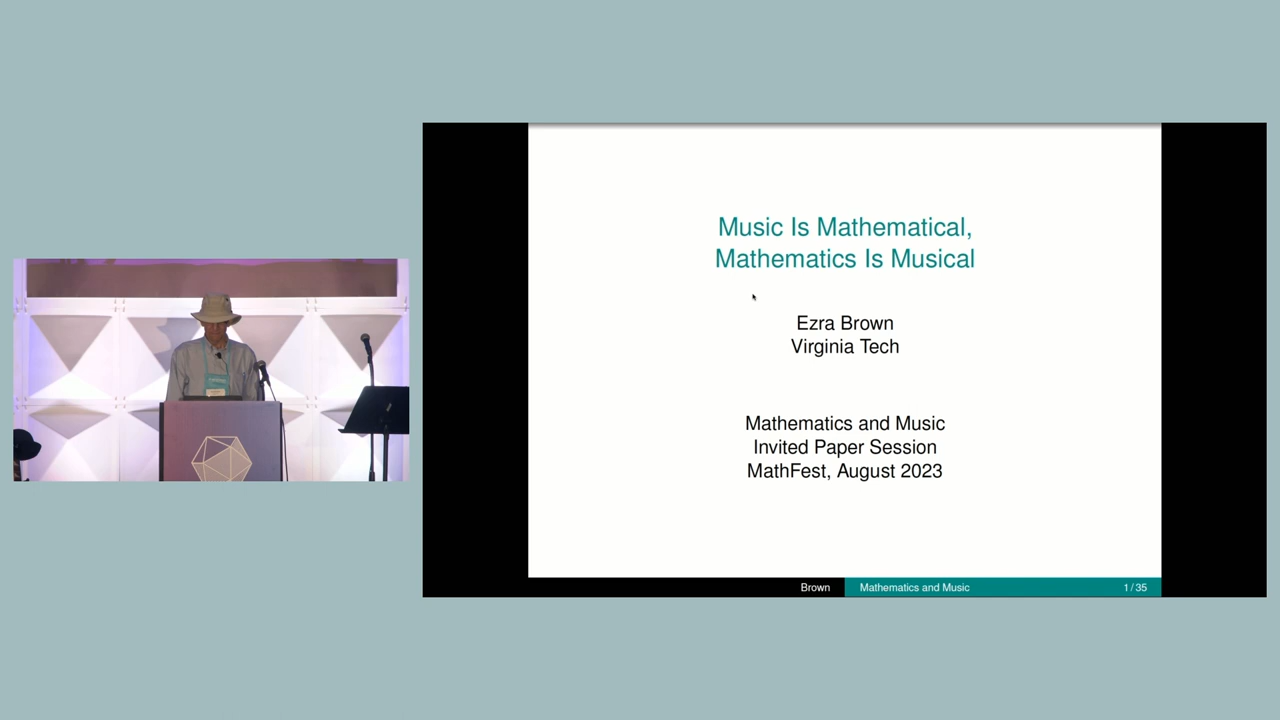 Music Is Mathematical,
Mathematics Is Musical
Ezra Brown
Virginia Tech
Mathematics and Music
Invited Paper Session
MathFest, August 2023
Brown
Mathematics and Music
1 / 35